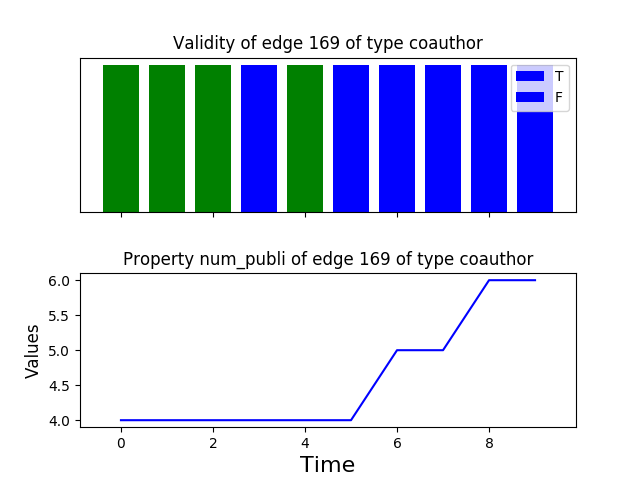 Validity of edge 169 of type coauthor
T
F
Property num_publi of edge 169 of type coauthor
6.0
5.5
5.0
4.5
4.0
Values
0 2 4 6 8
Time